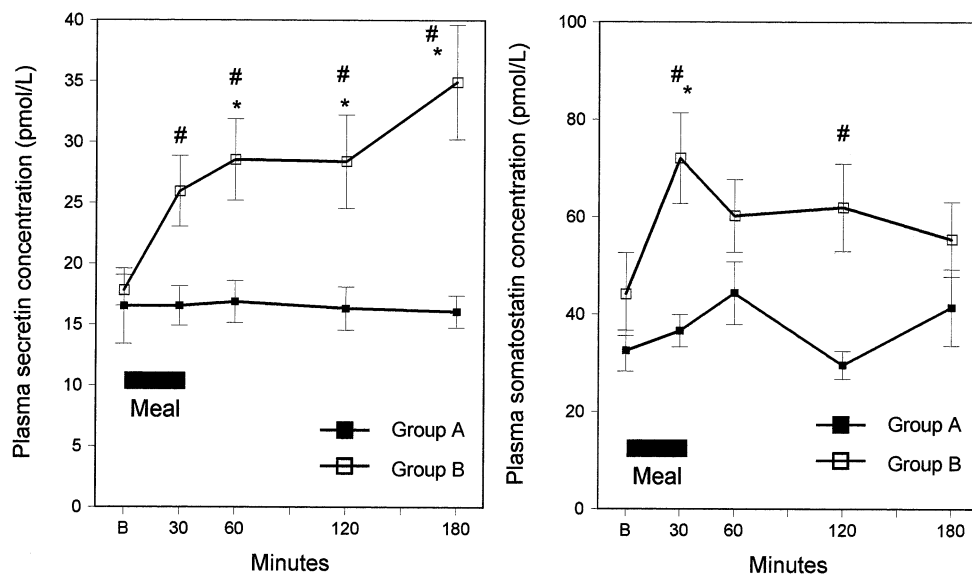 Plasma secretin concentration (pmol/L)
40
35
30
25
20
15
10
5
0
#
#
*
#
*
#
*
Meal
Group A
Group B
B 30 60 120 180
Minutes
Plasma somatostatin concentration (pmol/L)
100
80
60
40
20
0
#
*
#
Meal
Group A
Group B
B 30 60 120 180
Minutes